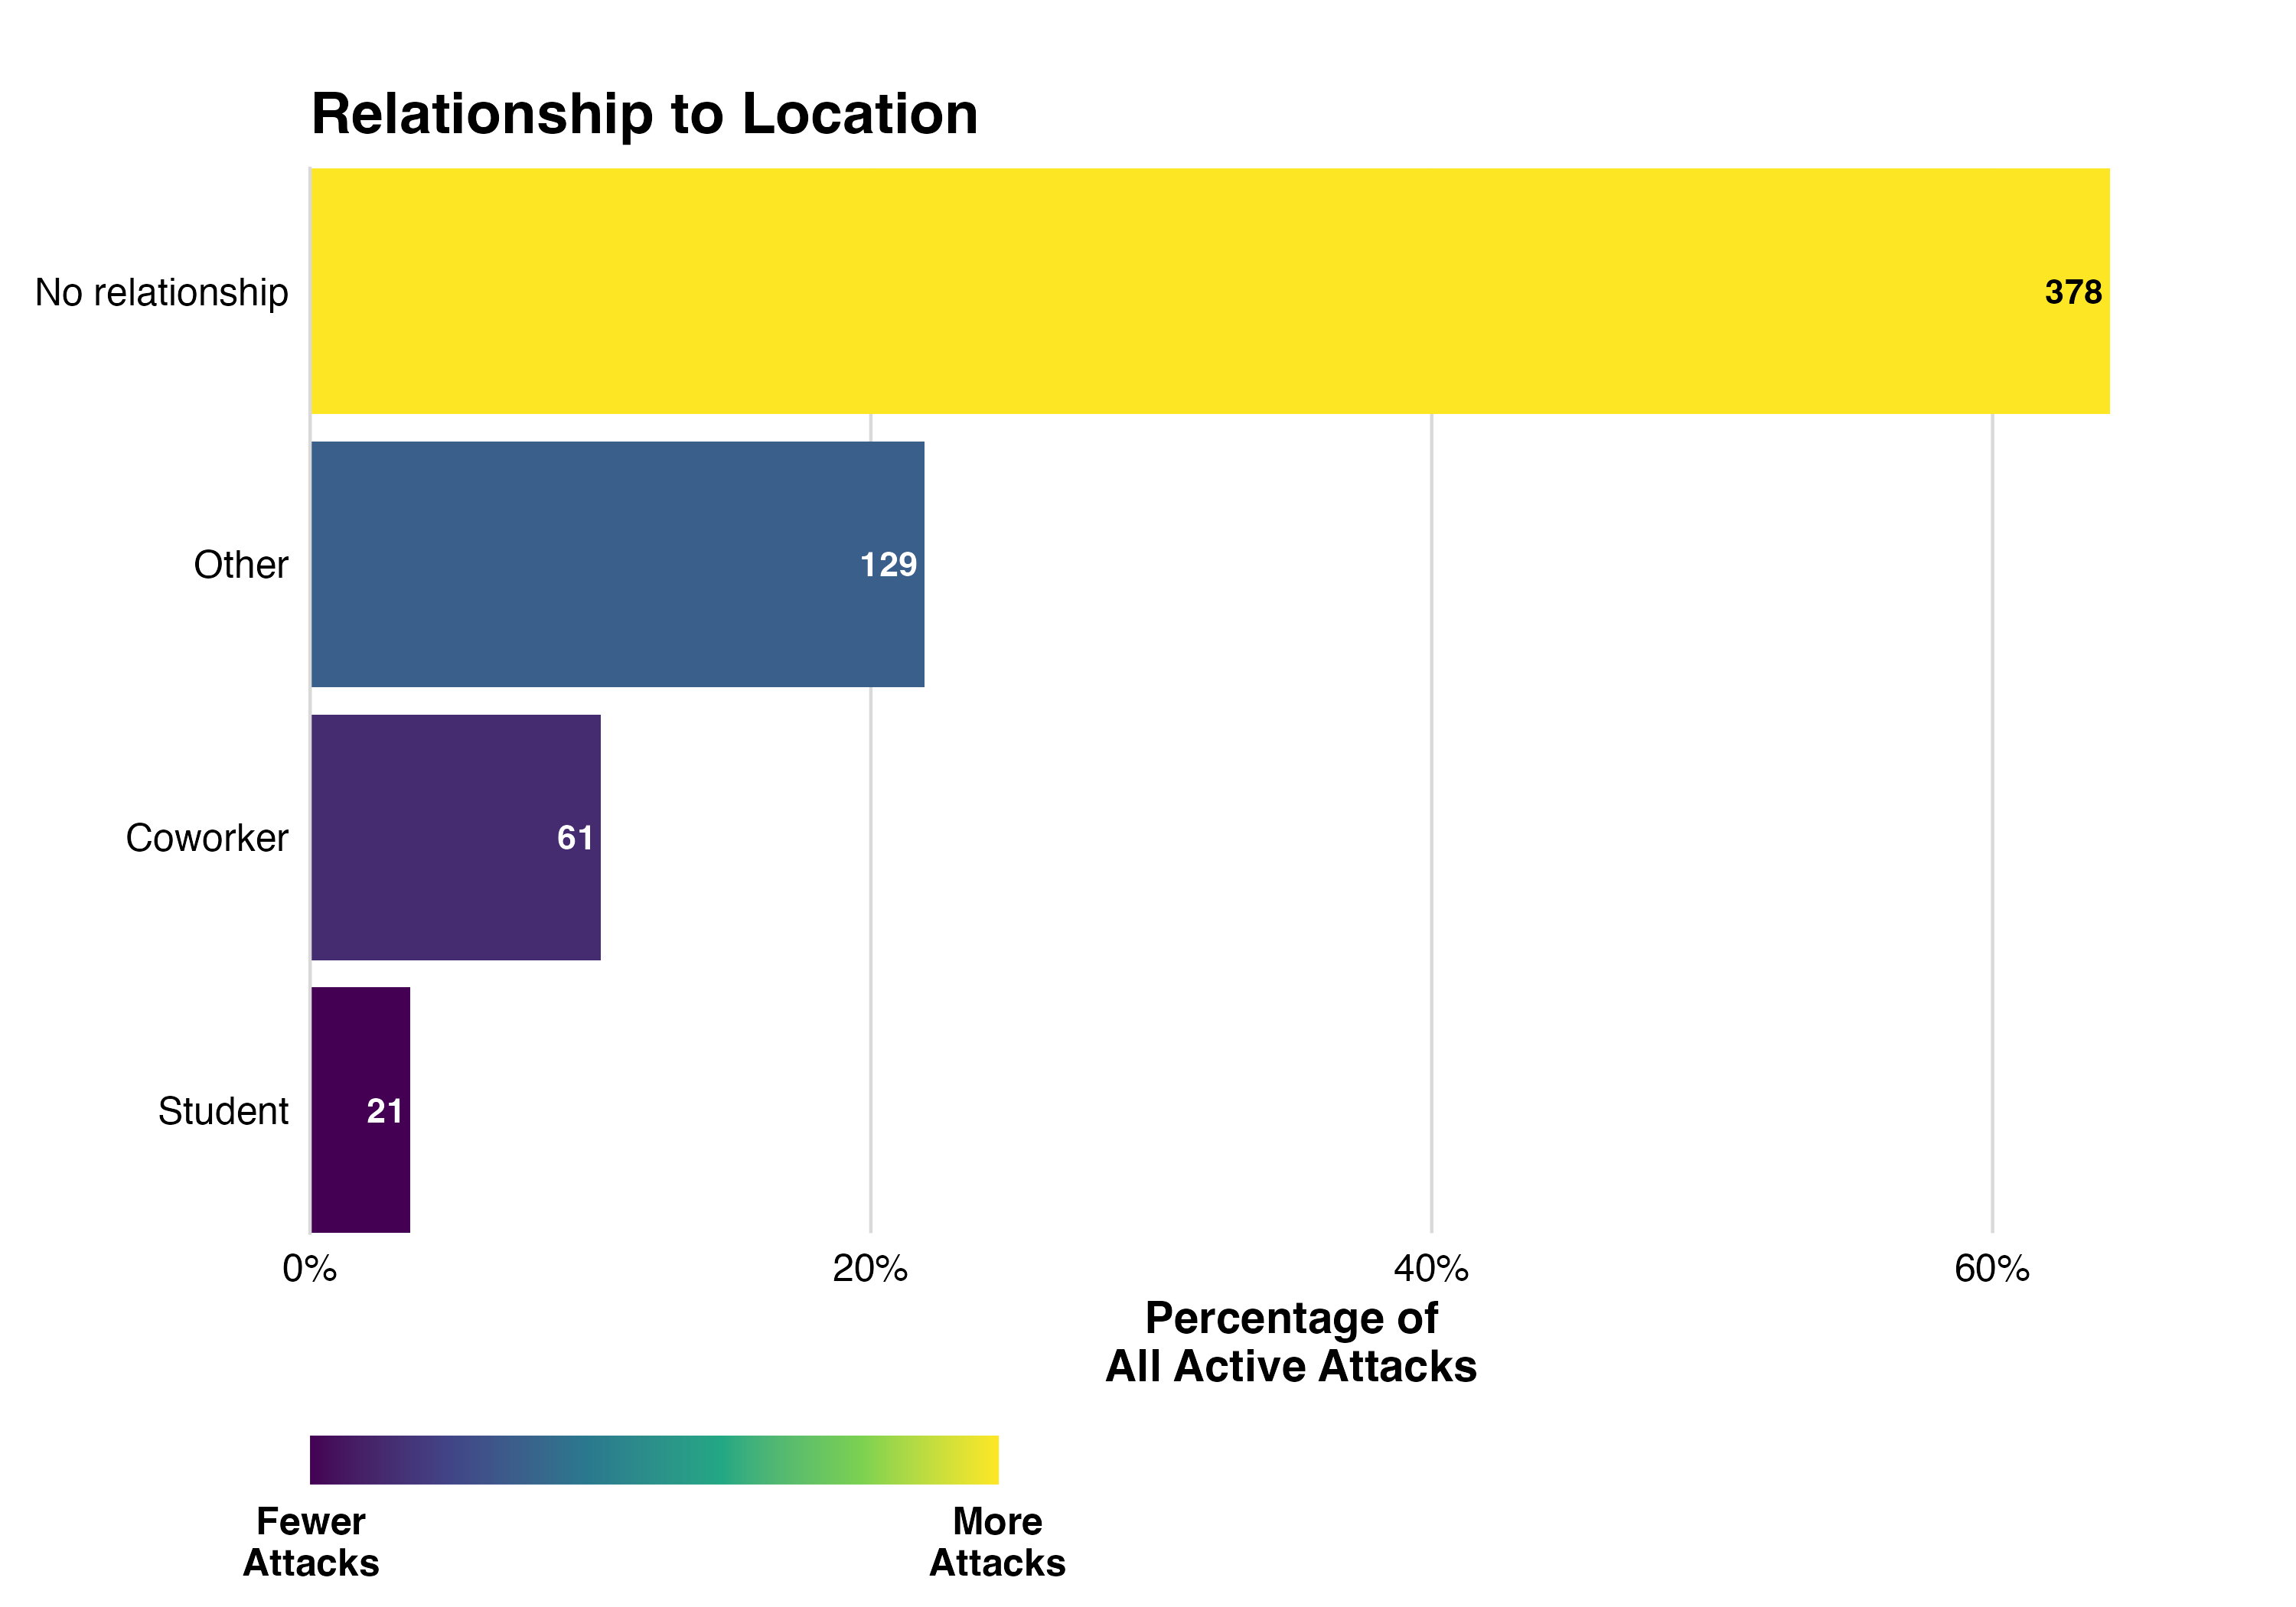 Relationship to Location
No relationship
378
Other
129
Coworker
61
Student
21
0%
20%
40%
60%
Percentage of
All Active Attacks
Fewer
Attacks
More
Attacks